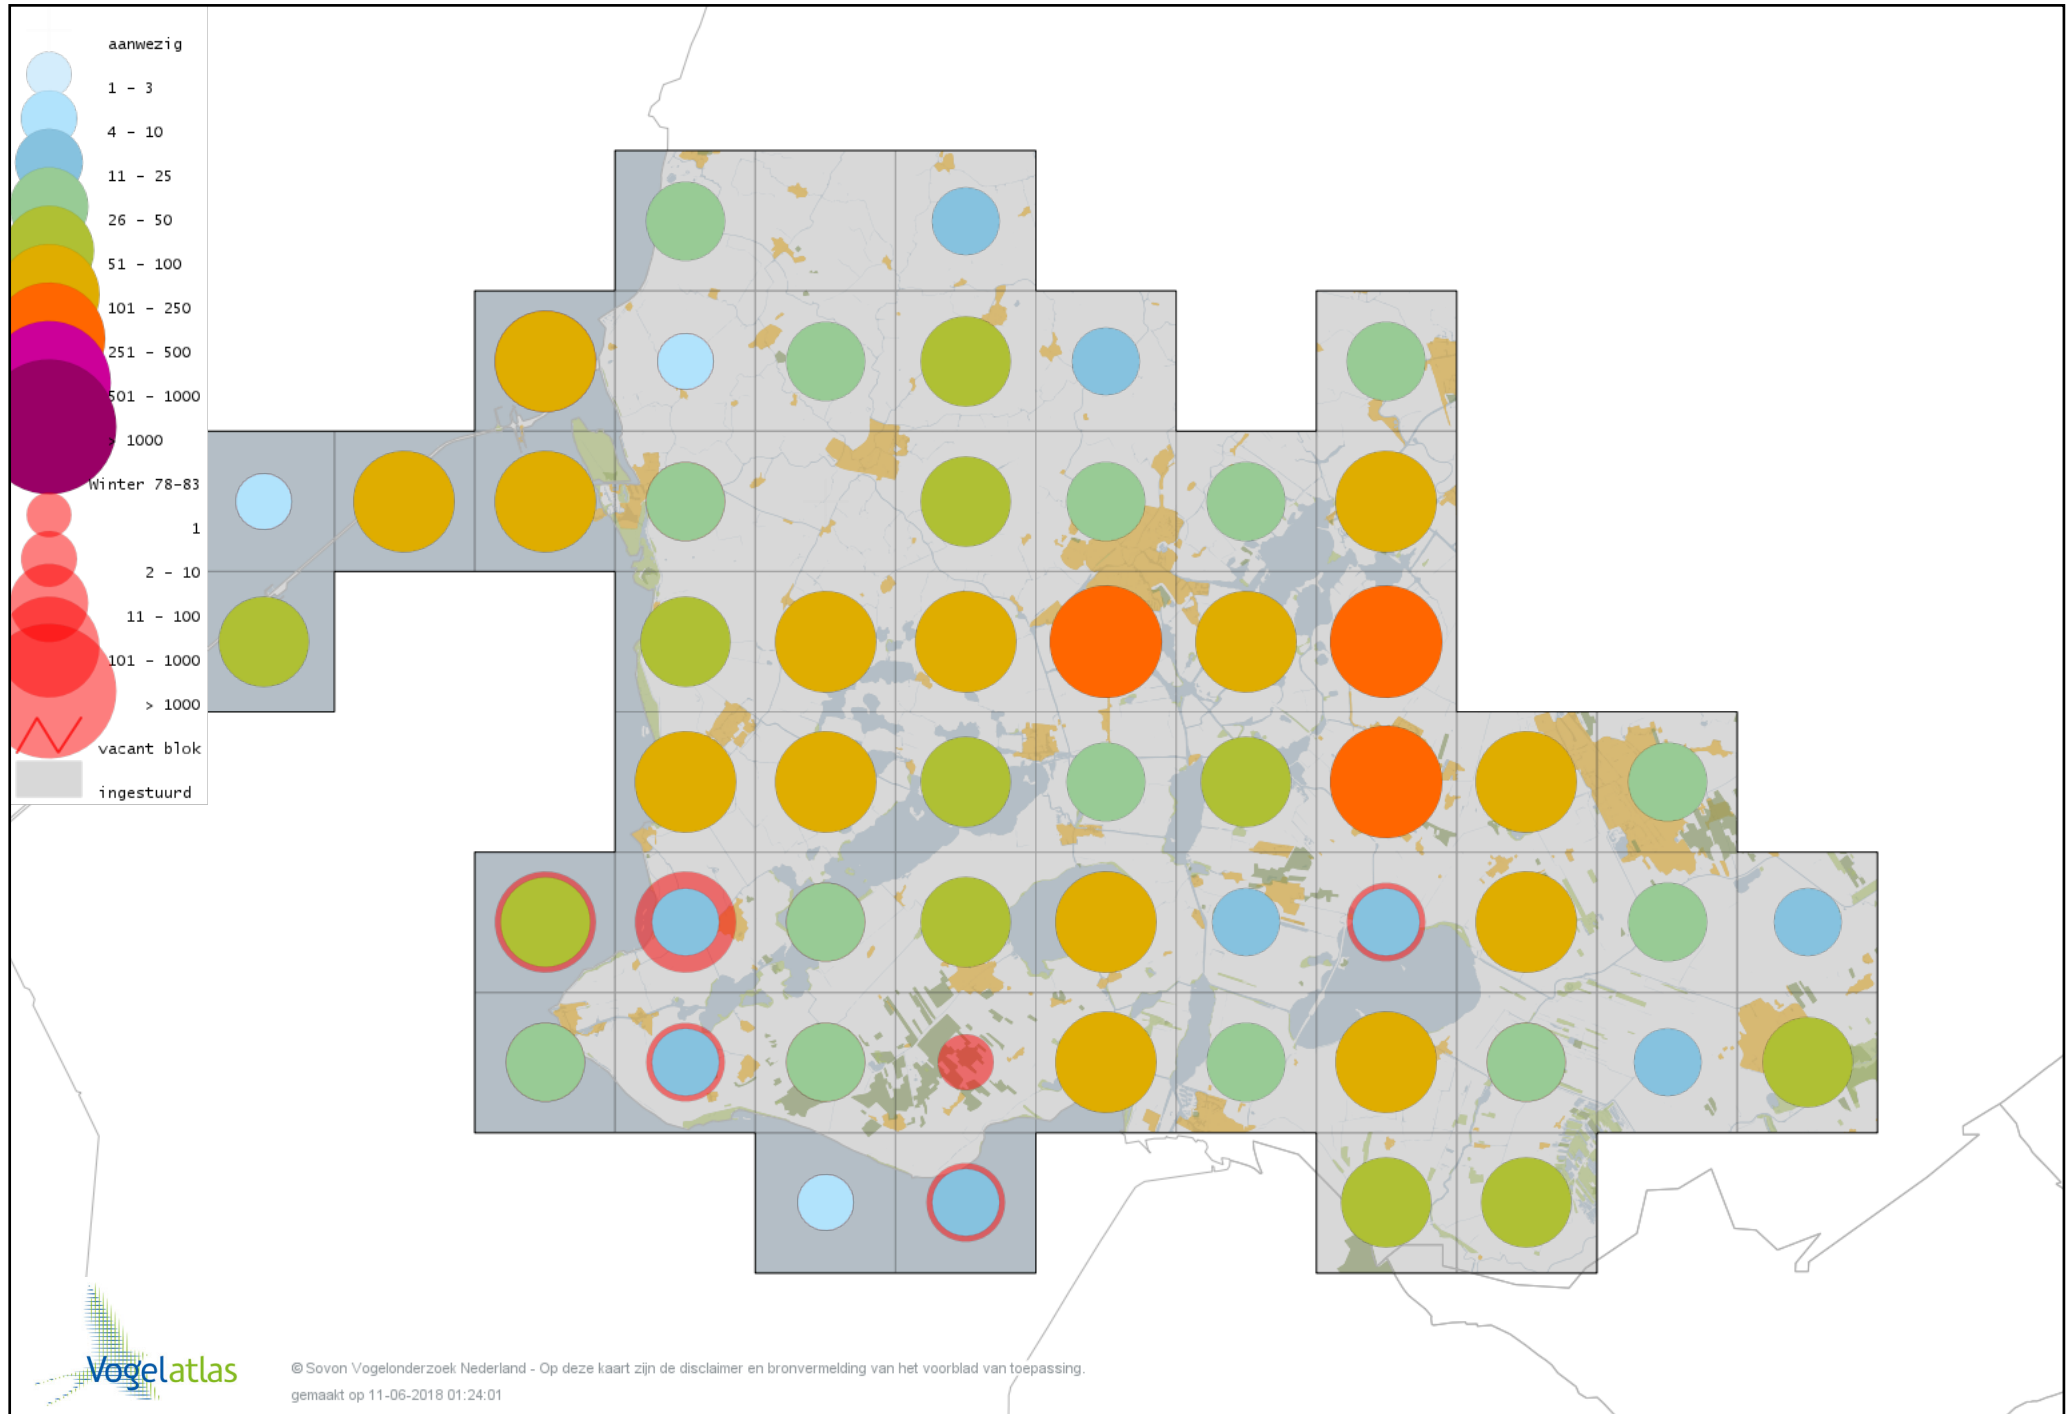 aanwezig
1 - 3
4 - 10
11 - 25
26 - 50
51 - 100
101 - 250
251 - 500
501 - 1000
> 1000
Winter 78-83
1
2 - 10
11 - 100
101 - 1000
> 1000
vacant blok
ingestuurd
Vogelatlas
© Sovon Vogelonderzoek Nederland - Op deze kaart zijn de disclaimer en bronvermelding van het voorblad van toepassing.
gemaakt op 11-06-2018 01:24:01